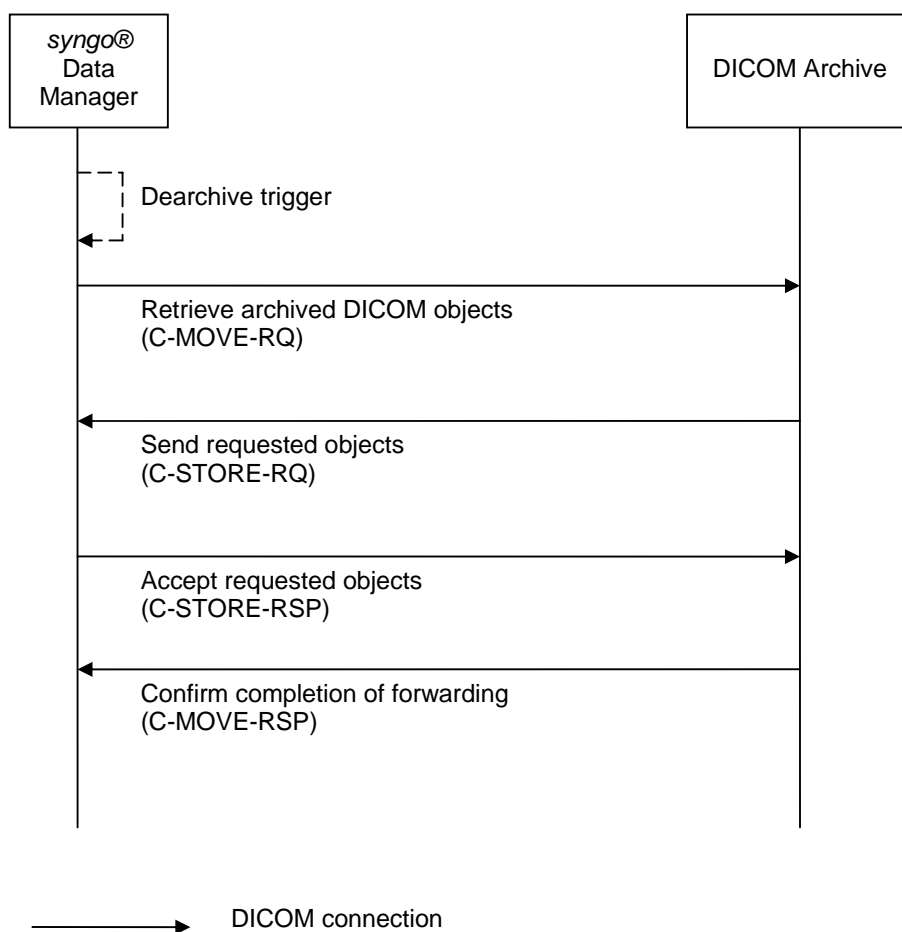 syngo®
Data
Manager
DICOM Archive
Dearchive trigger
Retrieve archived DICOM objects
(C-MOVE-RQ)
Send requested objects
(C-STORE-RQ)
Accept requested objects
(C-STORE-RSP)
Confirm completion of forwarding
(C-MOVE-RSP)
DICOM connection